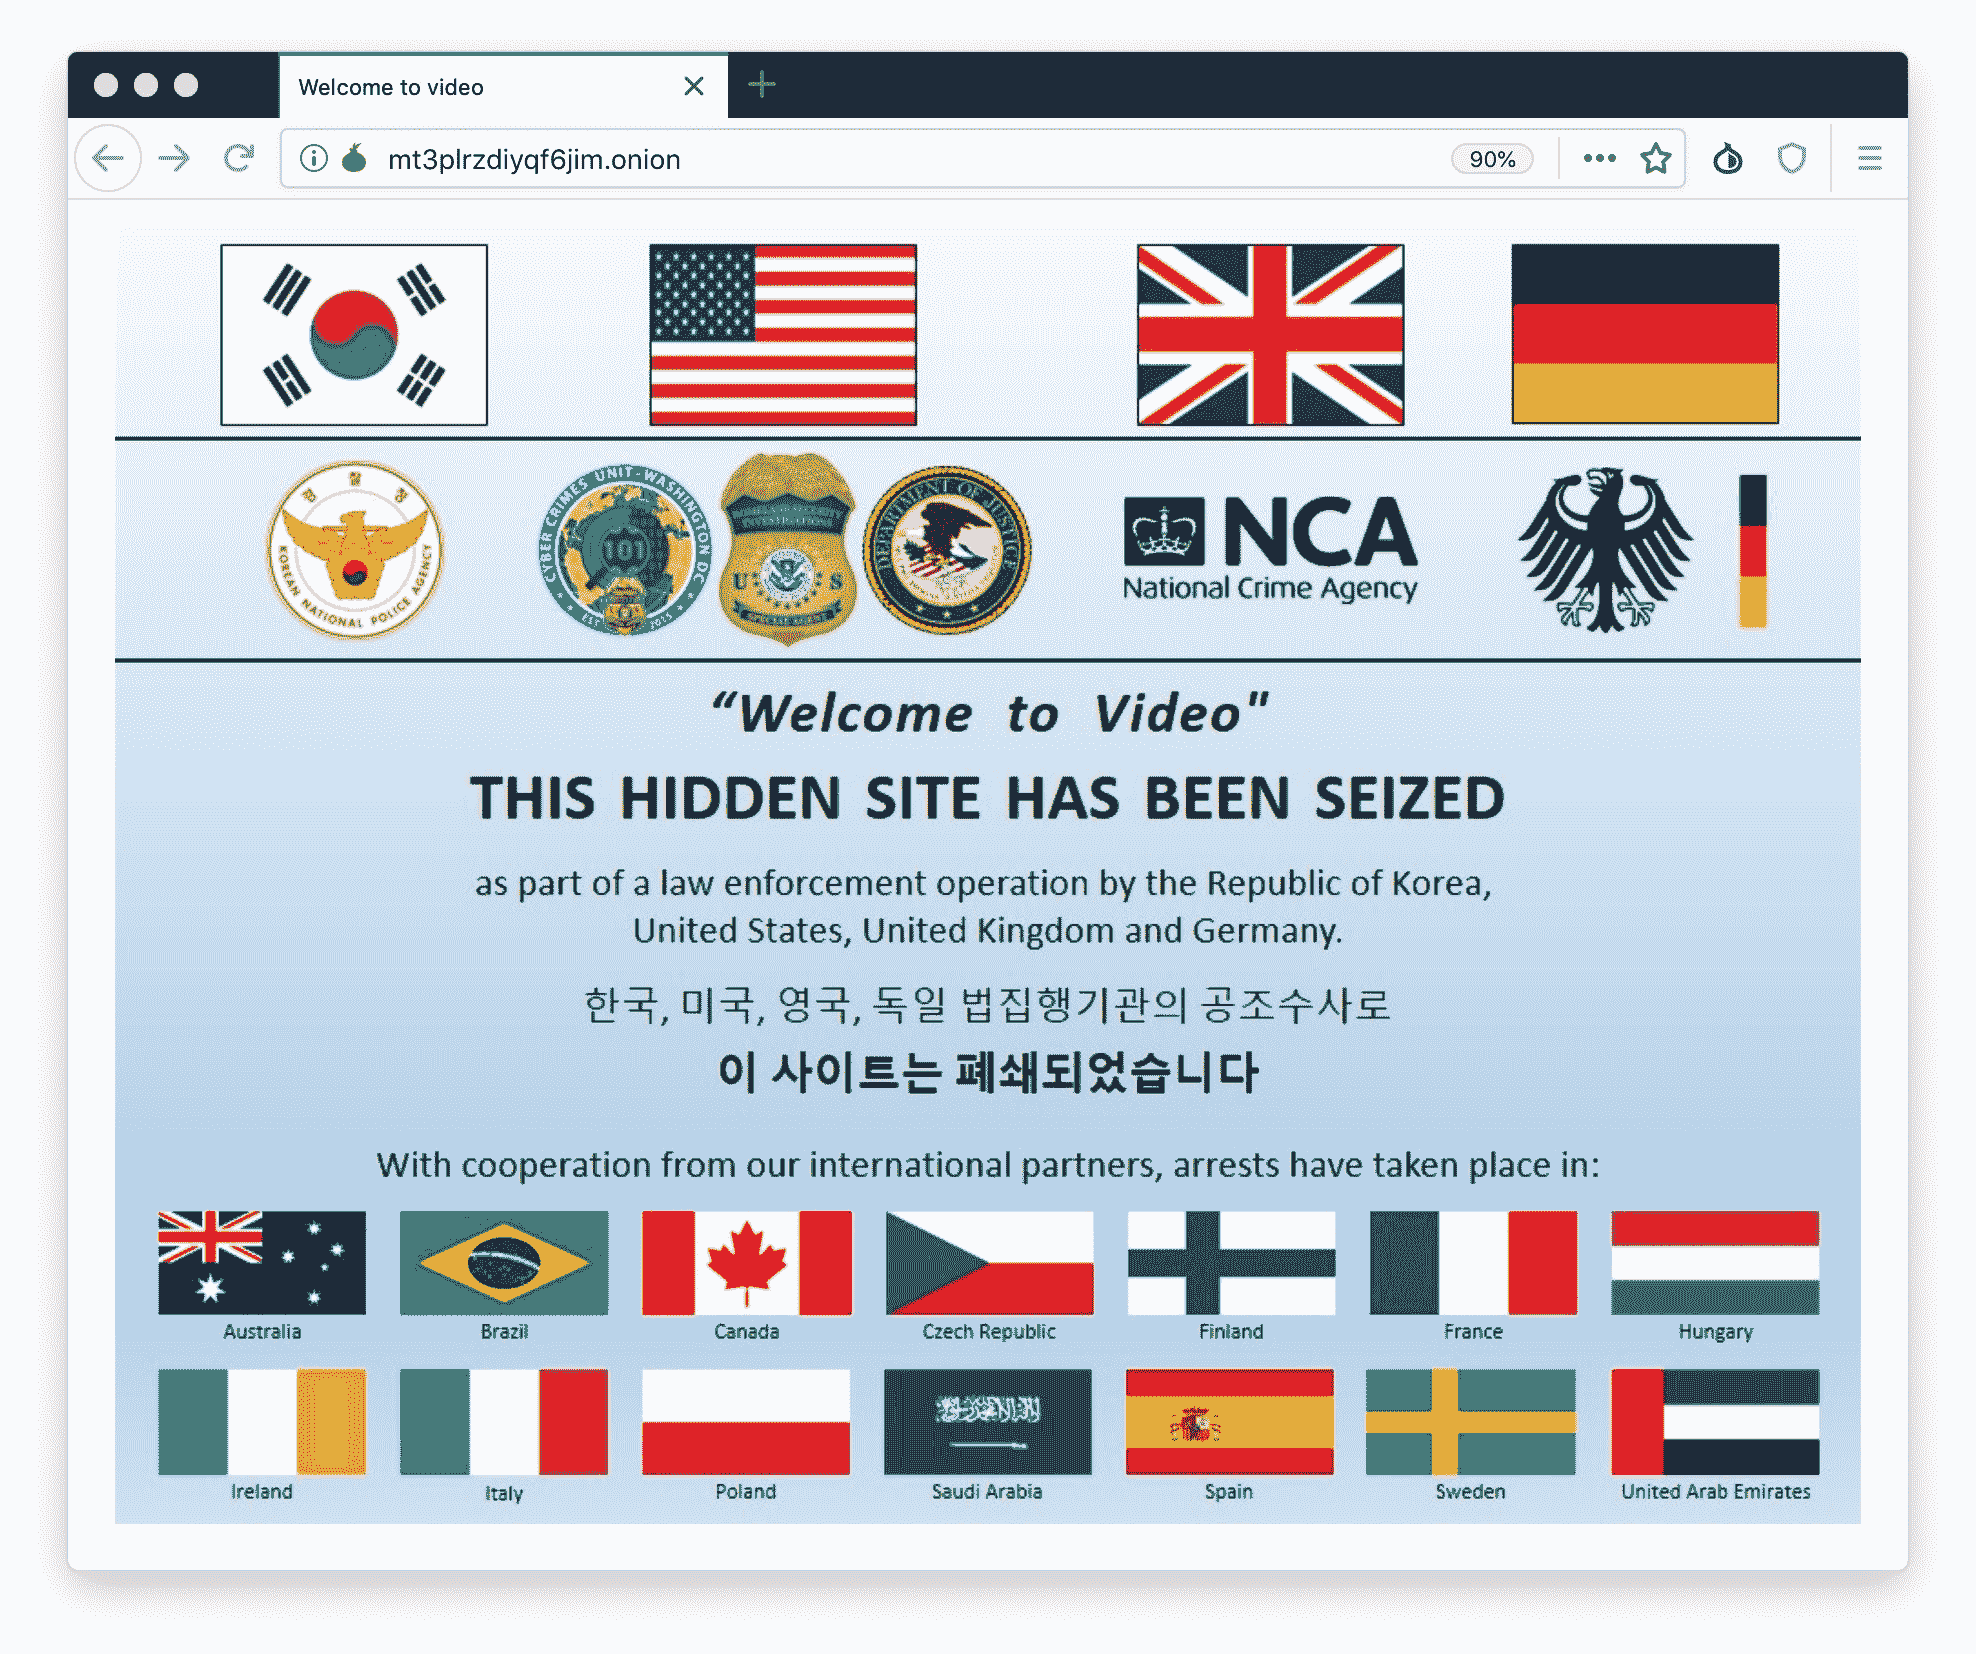 Welcome to video
mt3plrzdiyqf6jim.onion
90%
경 찰 청
KOREAN NATIONAL POLICE AGENCY
CYBER CRIMES UNIT - WASHINGTON DC
101
EST
U S
DEPARTMENT OF JUSTICE
NCA
National Crime Agency
“Welcome to Video"
THIS HIDDEN SITE HAS BEEN SEIZED
as part of a law enforcement operation by the Republic of Korea,
United States, United Kingdom and Germany.
한국, 미국, 영국, 독일 법집행기관의 공조수사로
이 사이트는 폐쇄되었습니다
With cooperation from our international partners, arrests have taken place in:
Australia Brazil Canada Czech Republic Finland France Hungary
Ireland Italy Poland Saudi Arabia Spain Sweden United Arab Emirates